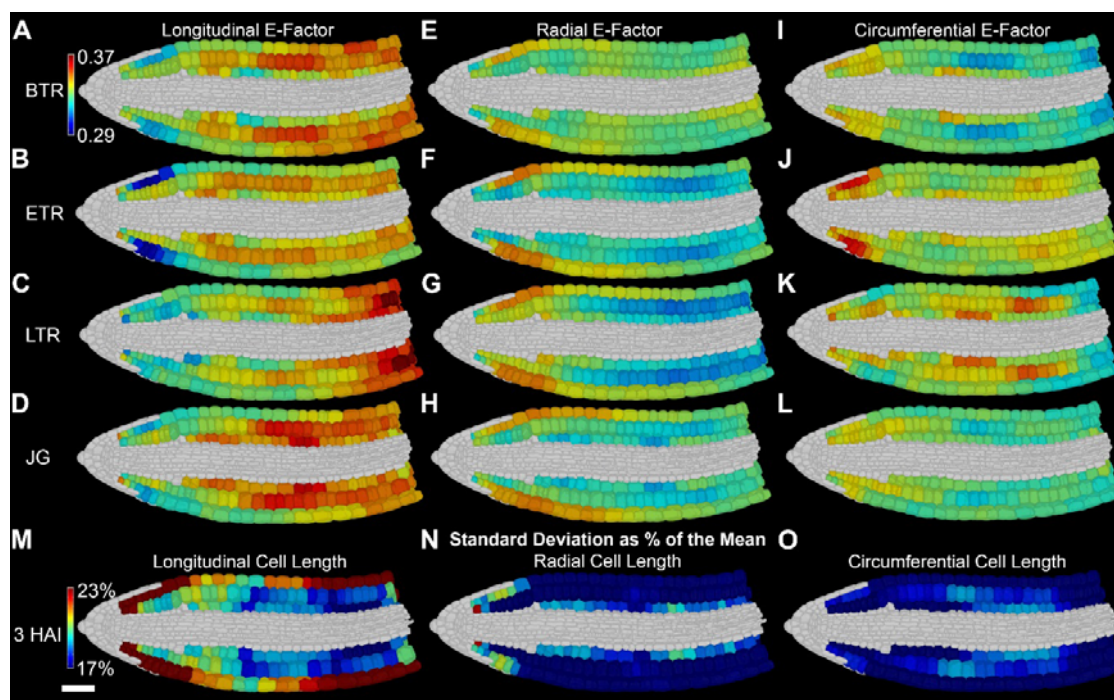 A Longitudinal E-Factor E Radial E-Factor I Circumferential E-Factor
0.37
BTR
0.29
B F J
ETR
C G K
LTR
D H L
JG
M N Standard Deviation as % of the Mean O
Longitudinal Cell Length Radial Cell Length Circumferential Cell Length
23%
3 HAI
17%